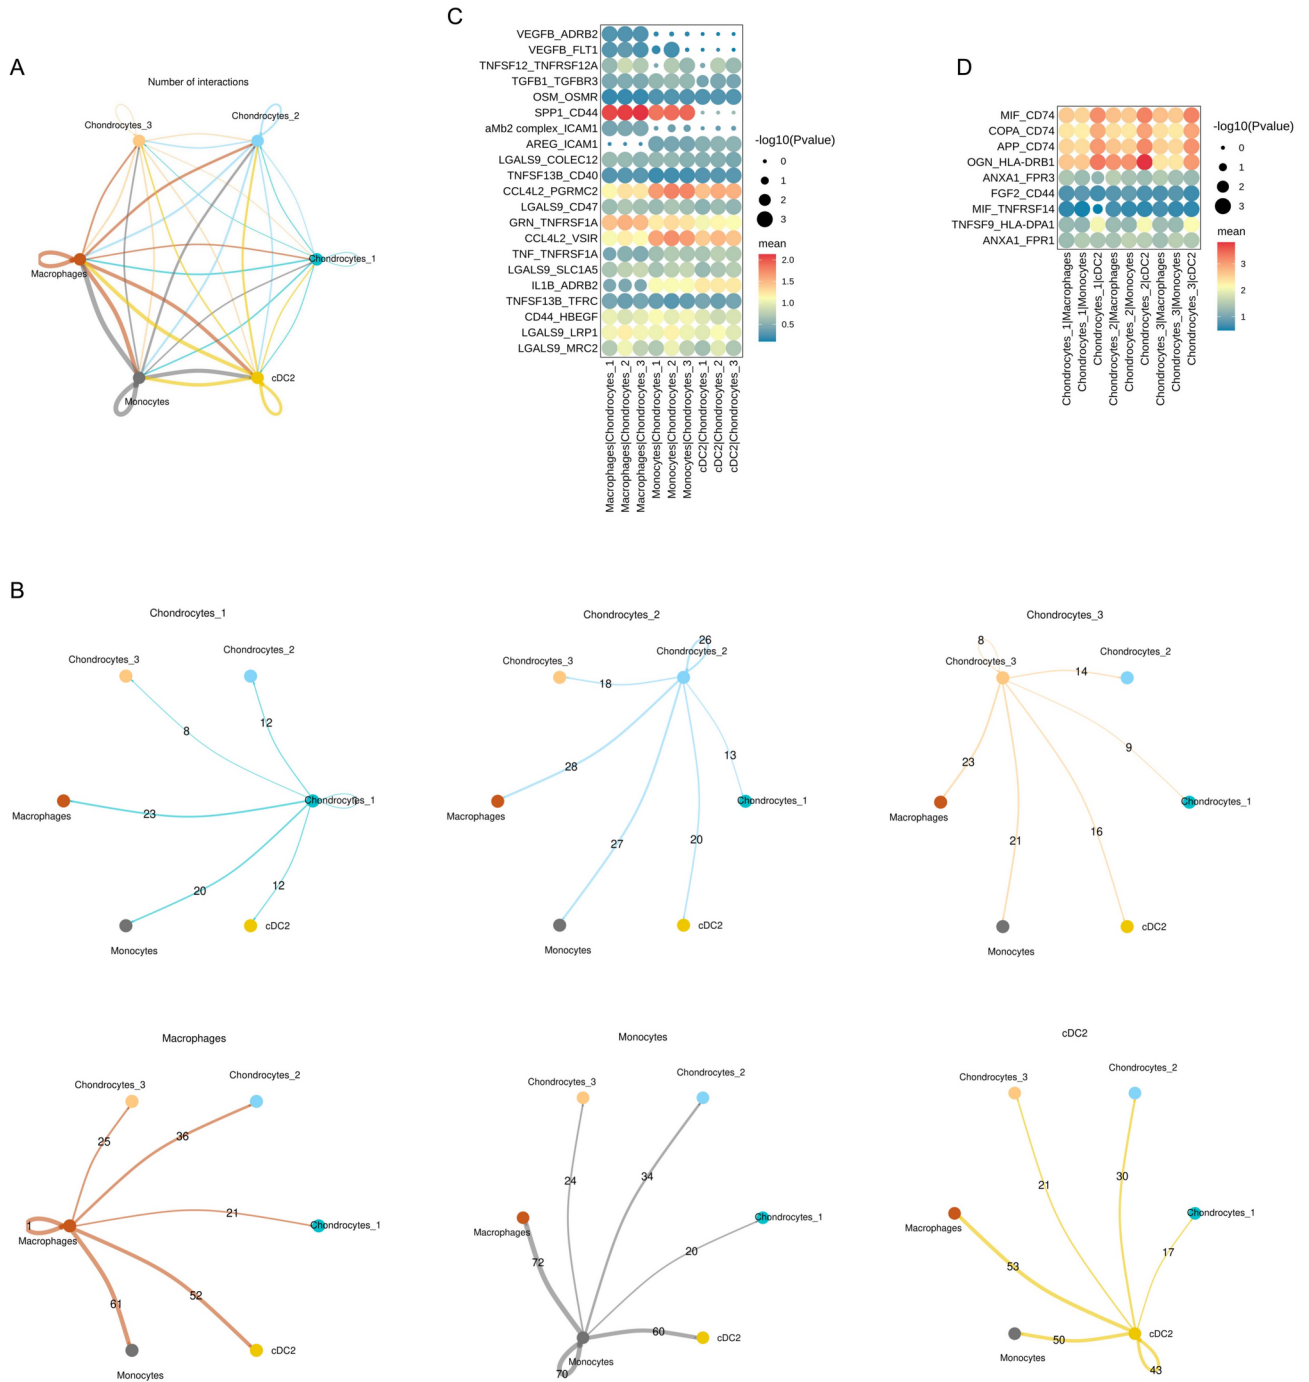 A
Number of interactions
Chondrocytes_3
Chondrocytes_2
Macrophages
Chondrocytes_1
Monocytes
cDC2
C
VEGFB_ADRB2
VEGFB_FLT1
TNFSF12_TNFRSF12A
TGFB1_TGFBR3
OSM_OSMR
SPP1_CD44
aMb2 complex_ICAM1
AREG_ICAM1
LGALS9_COLEC12
TNFSF13B_CD40
CCL4L2_PGRMC2
LGALS9_CD47
GRN_TNFRSF1A
CCL4L2_VSIR
TNF_TNFRSF1A
LGALS9_SLC1A5
IL1B_ADRB2
TNFSF13B_TFRC
CD44_HBEGF
LGALS9_LRP1
LGALS9_MRC2
Macrophages|Chondrocytes_1
Macrophages|Chondrocytes_2
Macrophages|Chondrocytes_3
Monocytes|Chondrocytes_1
Monocytes|Chondrocytes_2
Monocytes|Chondrocytes_3
cDC2|Chondrocytes_1
cDC2|Chondrocytes_2
cDC2|Chondrocytes_3
-log10(Pvalue)
0
1
2
3
mean
2.0
1.5
1.0
0.5
D
MIF_CD74
COPA_CD74
APP_CD74
OGN_HLA-DRB1
ANXA1_FPR3
FGF2_CD44
MIF_TNFRSF14
TNFSF9_HLA-DPA1
ANXA1_FPR1
Chondrocytes_1|Macrophages
Chondrocytes_1|Monocytes
Chondrocytes_1|cDC2
Chondrocytes_2|Macrophages
Chondrocytes_2|Monocytes
Chondrocytes_2|cDC2
Chondrocytes_3|Macrophages
Chondrocytes_3|Monocytes
Chondrocytes_3|cDC2
-log10(Pvalue)
0
1
2
3
mean
3
2
1
B
Chondrocytes_1
Chondrocytes_3
Chondrocytes_2
8
12
Macrophages
23
Chondrocytes_1
20
12
Monocytes
cDC2
Chondrocytes_2
26
Chondrocytes_2
Chondrocytes_3
18
28
13
Macrophages
Chondrocytes_1
27
20
Monocytes
cDC2
Chondrocytes_3
8
Chondrocytes_3
Chondrocytes_2
14
23
9
Macrophages
Chondrocytes_1
21
16
Monocytes
cDC2
Macrophages
Chondrocytes_3
Chondrocytes_2
25
36
1
21
Macrophages
Chondrocytes_1
61
52
Monocytes
cDC2
Monocytes
Chondrocytes_3
Chondrocytes_2
24
34
Macrophages
Chondrocytes_1
72
20
60
Monocytes
cDC2
70
cDC2
Chondrocytes_3
Chondrocytes_2
21
30
Macrophages
Chondrocytes_1
53
17
50
Monocytes
cDC2
43